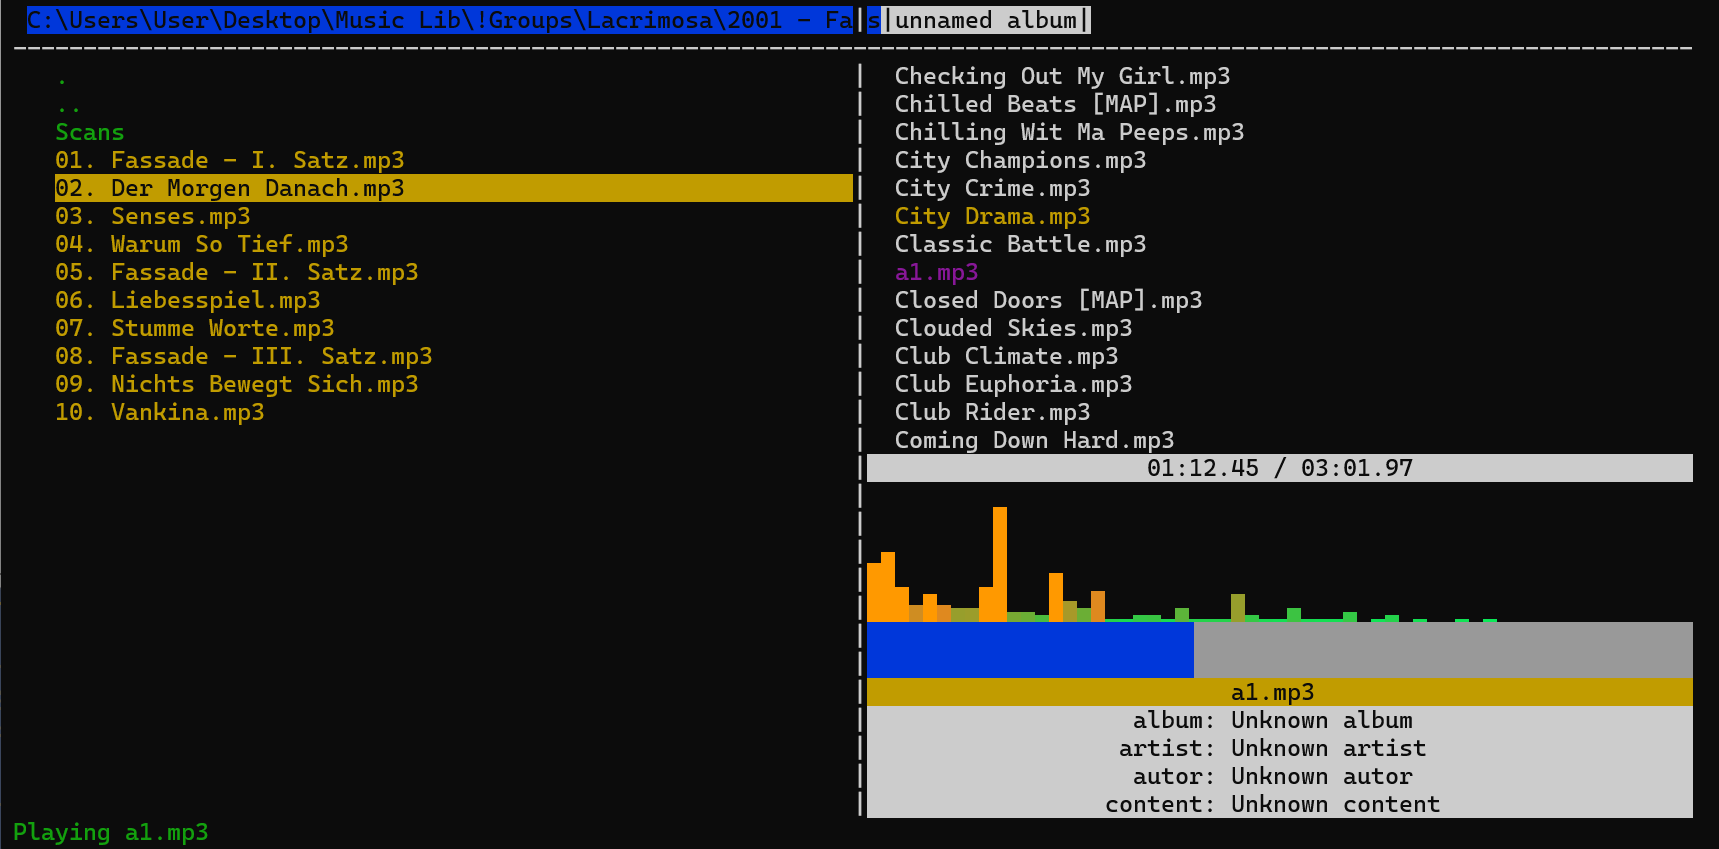 C:\Users\User\Desktop\Music Lib\!Groups\Lacrimosa\2001 - Fa|s|unnamed album|
.
..
Scans
01. Fassade - I. Satz.mp3
02. Der Morgen Danach.mp3
03. Senses.mp3
04. Warum So Tief.mp3
05. Fassade - II. Satz.mp3
06. Liebesspiel.mp3
07. Stumme Worte.mp3
08. Fassade - III. Satz.mp3
09. Nichts Bewegt Sich.mp3
10. Vankina.mp3
Checking Out My Girl.mp3
Chilled Beats [MAP].mp3
Chilling Wit Ma Peeps.mp3
City Champions.mp3
City Crime.mp3
City Drama.mp3
Classic Battle.mp3
a1.mp3
Closed Doors [MAP].mp3
Clouded Skies.mp3
Club Climate.mp3
Club Euphoria.mp3
Club Rider.mp3
Coming Down Hard.mp3
01:12.45 / 03:01.97
a1.mp3
album: Unknown album
artist: Unknown artist
autor: Unknown autor
content: Unknown content
Playing a1.mp3